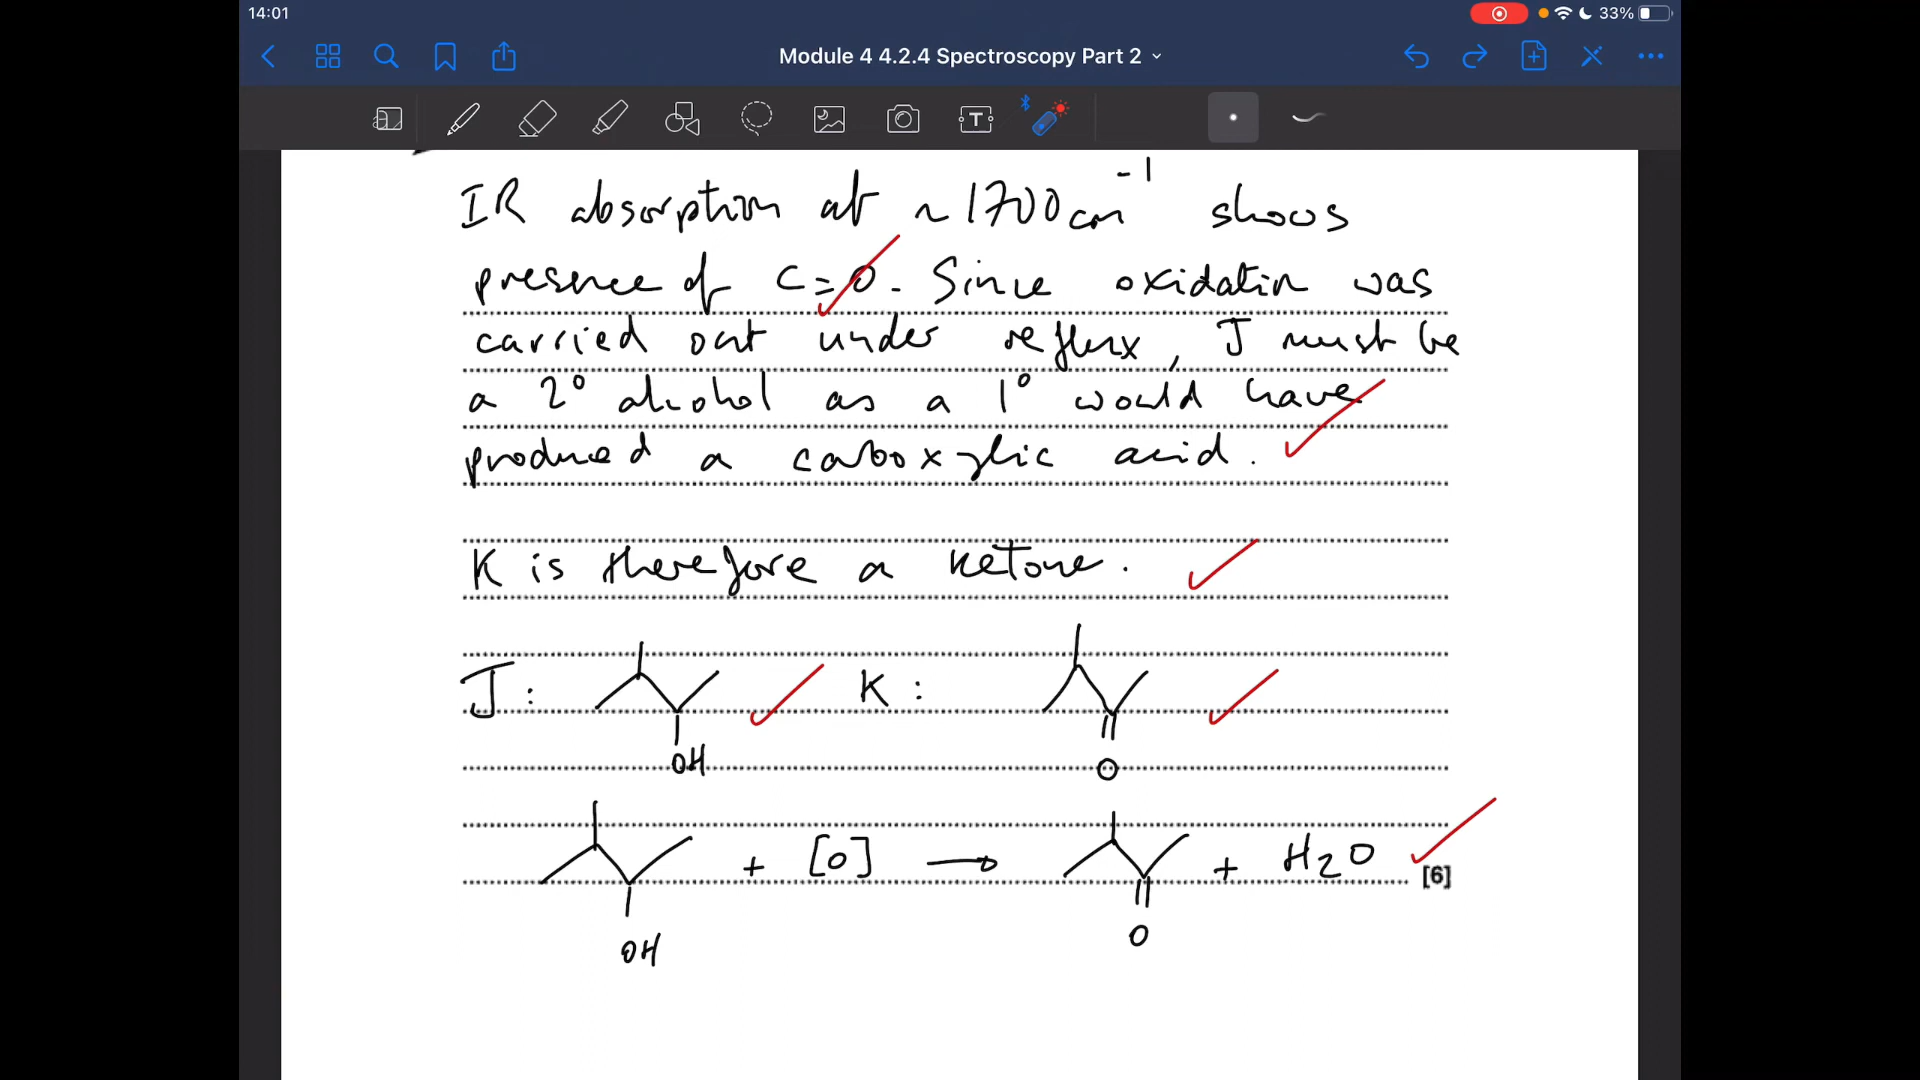 14:01
33%
Module 4 4.2.4 Spectroscopy Part 2
IR absorption at ~1700cm⁻¹ shows
presence of C=O. Since oxidation was
carried out under reflux, J must be
a 2° alcohol as a 1° would have
produced a carboxylic acid.
K is therefore a ketone.
J: K:
OH
O
+ [O] → + H2O [6]
OH
O